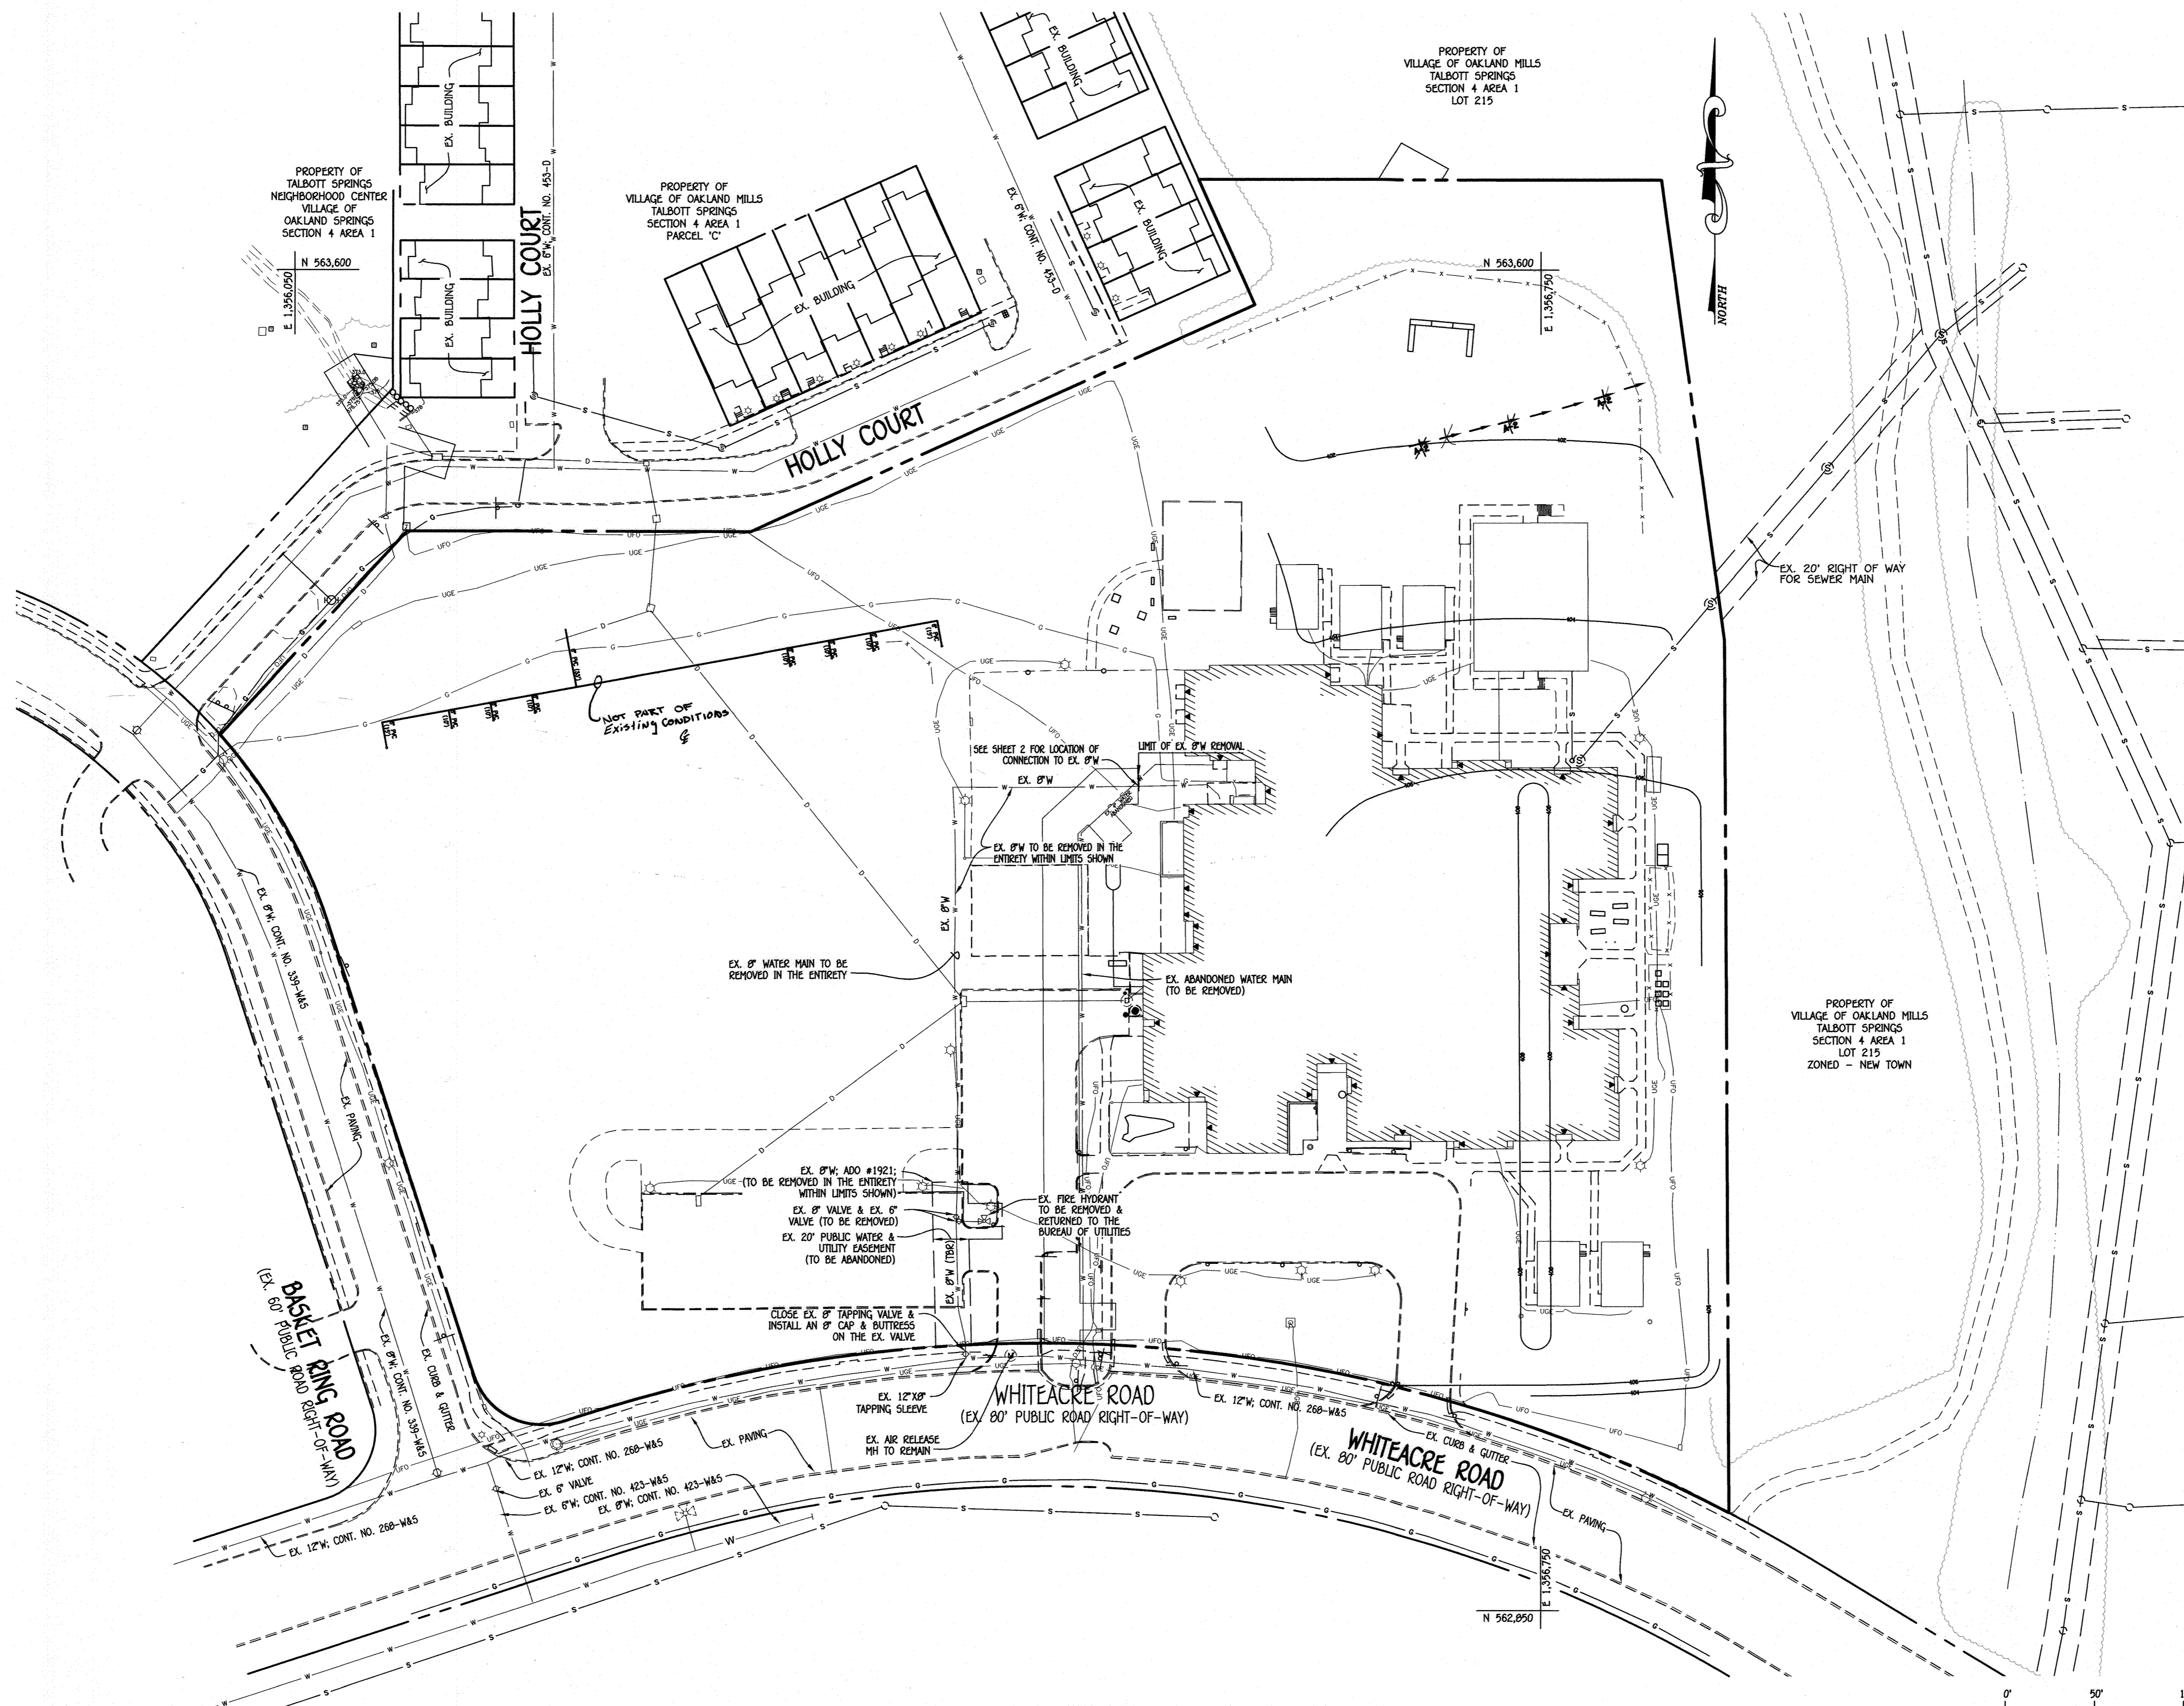 PROPERTY OF
VILLAGE OF OAKLAND MILLS
TALBOTT SPRINGS
SECTION 4 AREA 1
LOT 215
EX. BUILDING
EX. BUILDING
PROPERTY OF
TALBOTT SPRINGS
NEIGHBORHOOD CENTER
VILLAGE OF
OAKLAND SPRINGS
SECTION 4 AREA 1
PROPERTY OF
VILLAGE OF OAKLAND MILLS
TALBOTT SPRINGS
SECTION 4 AREA 1
PARCEL 'C'
HOLLY COURT
EX. 6"W; CONT. NO. 453-D
EX. 6"W; CONT. NO. 453-D
EX. BUILDING
EX. BUILDING
EX. BUILDING
N 563,600
E 1,356,050
N 563,600
E 1,356,750
NORTH
HOLLY COURT
EX. 20' RIGHT OF WAY
FOR SEWER MAIN
NOT PART OF
Existing Conditions
SEE SHEET 2 FOR LOCATION OF
CONNECTION TO EX. 8"W
LIMIT OF EX. 8"W REMOVAL
EX. 8"W
EX. 8"W TO BE REMOVED IN THE
ENTIRETY WITHIN LIMITS SHOWN
EX. 8"W
EX. 8"W; CONT. NO. 339-W&S
EX. 8" WATER MAIN TO BE
REMOVED IN THE ENTIRETY
EX. ABANDONED WATER MAIN
(TO BE REMOVED)
PROPERTY OF
VILLAGE OF OAKLAND MILLS
TALBOTT SPRINGS
SECTION 4 AREA 1
LOT 215
ZONED - NEW TOWN
EX. PAVING
EX. 8"W; ADO #1921;
(TO BE REMOVED IN THE ENTIRETY
WITHIN LIMITS SHOWN)
EX. 8" VALVE & EX. 6"
VALVE (TO BE REMOVED)
EX. 20' PUBLIC WATER &
UTILITY EASEMENT
(TO BE ABANDONED)
EX. FIRE HYDRANT
TO BE REMOVED &
RETURNED TO THE
BUREAU OF UTILITIES
EX. 8"W (TBR)
CLOSE EX. 8" TAPPING VALVE &
INSTALL AN 8" CAP & BUTTRESS
ON THE EX. VALVE
BASKET RING ROAD
(EX. 60' PUBLIC ROAD RIGHT-OF-WAY)
EX. 8"W; CONT. NO. 339-W&S
EX. CURB & GUTTER
EX. 12"X8"
TAPPING SLEEVE
WHITEACRE ROAD
(EX. 80' PUBLIC ROAD RIGHT-OF-WAY)
EX. 12"W; CONT. NO. 268-W&S
EX. AIR RELEASE
MH TO REMAIN
EX. PAVING
EX. CURB & GUTTER
WHITEACRE ROAD
(EX. 80' PUBLIC ROAD RIGHT-OF-WAY)
EX. PAVING
EX. 12"W; CONT. NO. 268-W&S
EX. 6" VALVE
EX. 6"W; CONT. NO. 423-W&S
EX. 8"W; CONT. NO. 423-W&S
EX. 12"W; CONT. NO. 268-W&S
E 1,356,750
N 562,850
0'
50'